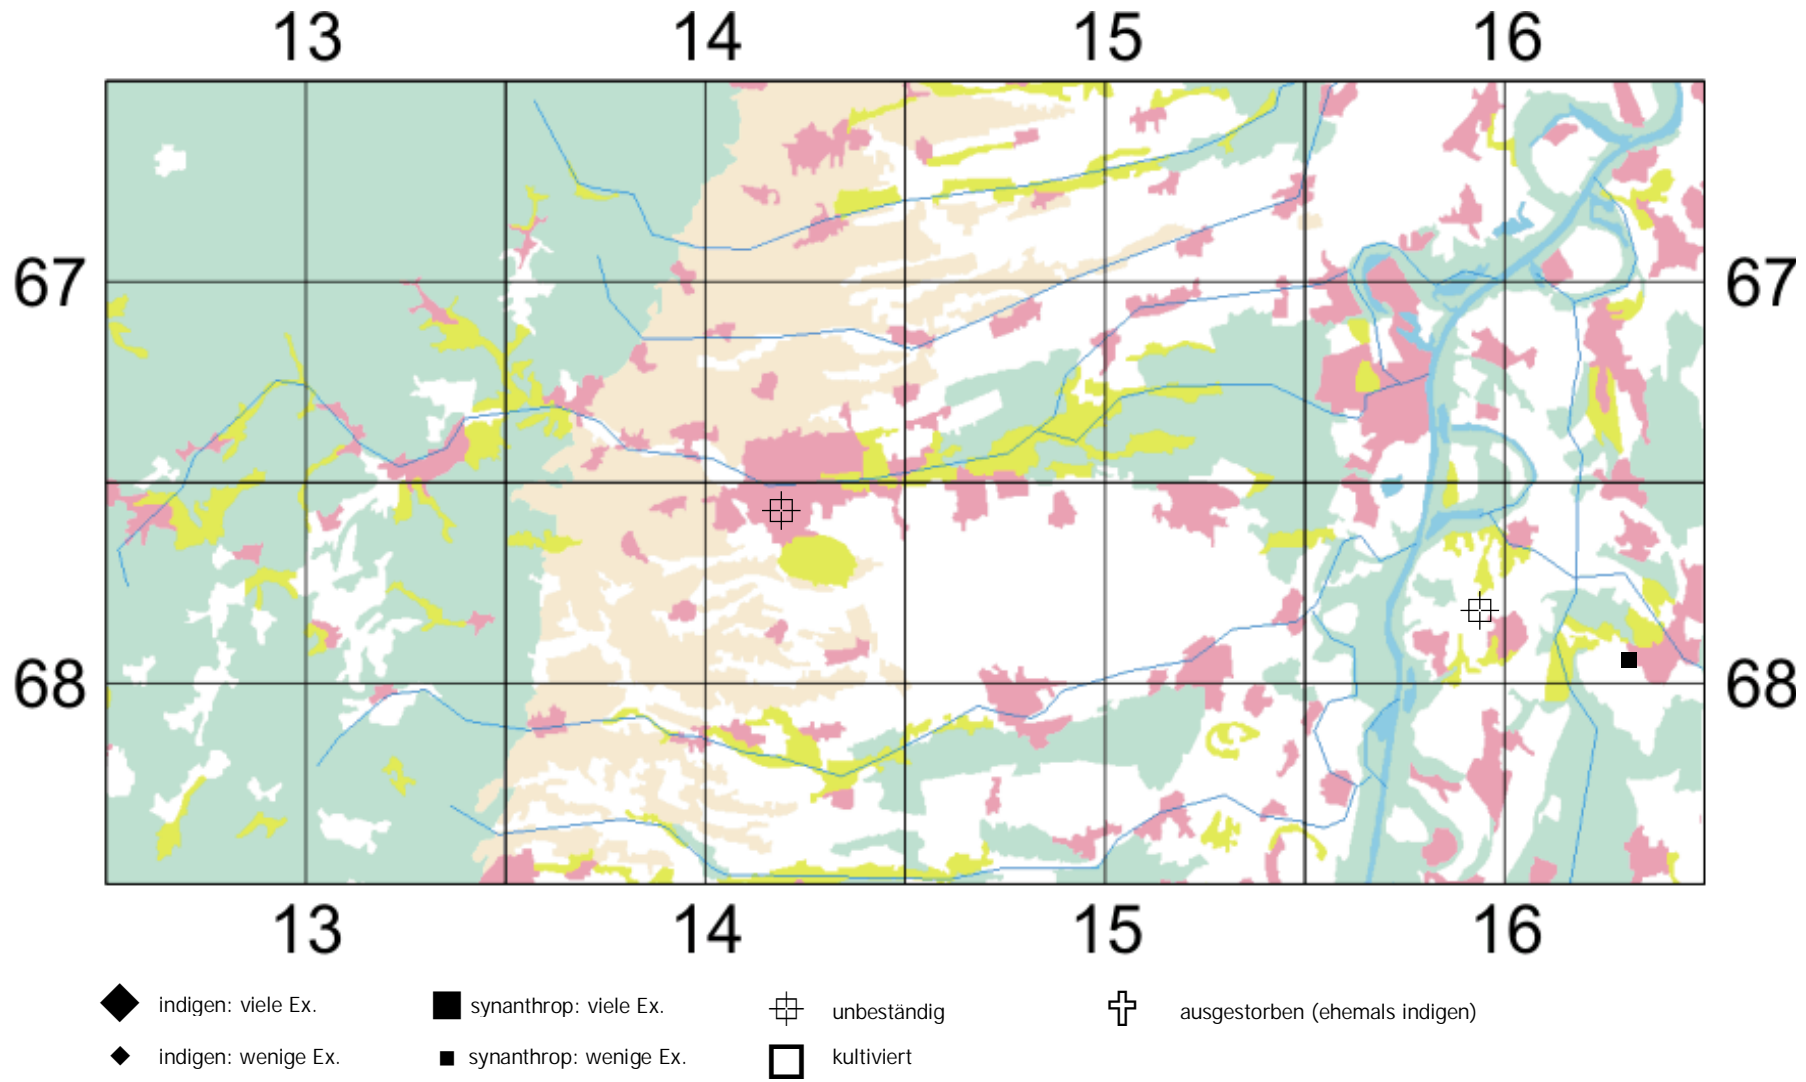 13 14 15 16
67 67
68 68
13 14 15 16
indigen: viele Ex. synanthrop: viele Ex. unbeständig ausgestorben (ehemals indigen)
indigen: wenige Ex. synanthrop: wenige Ex. kultiviert